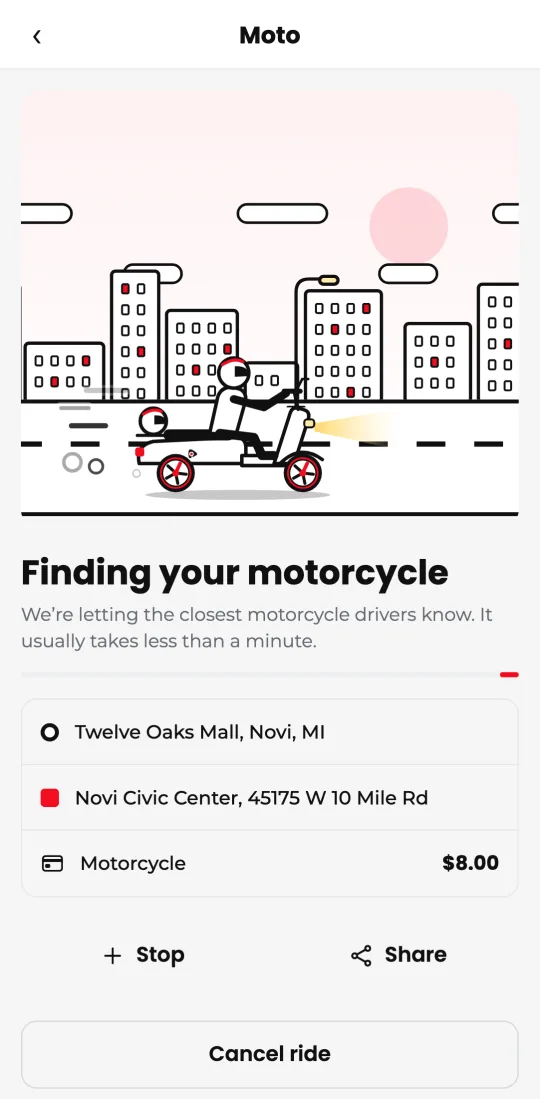 Moto
Finding your motorcycle
We’re letting the closest motorcycle drivers know. It
usually takes less than a minute.
Twelve Oaks Mall, Novi, MI
Novi Civic Center, 45175 W 10 Mile Rd
Motorcycle $8.00
Stop Share
Cancel ride